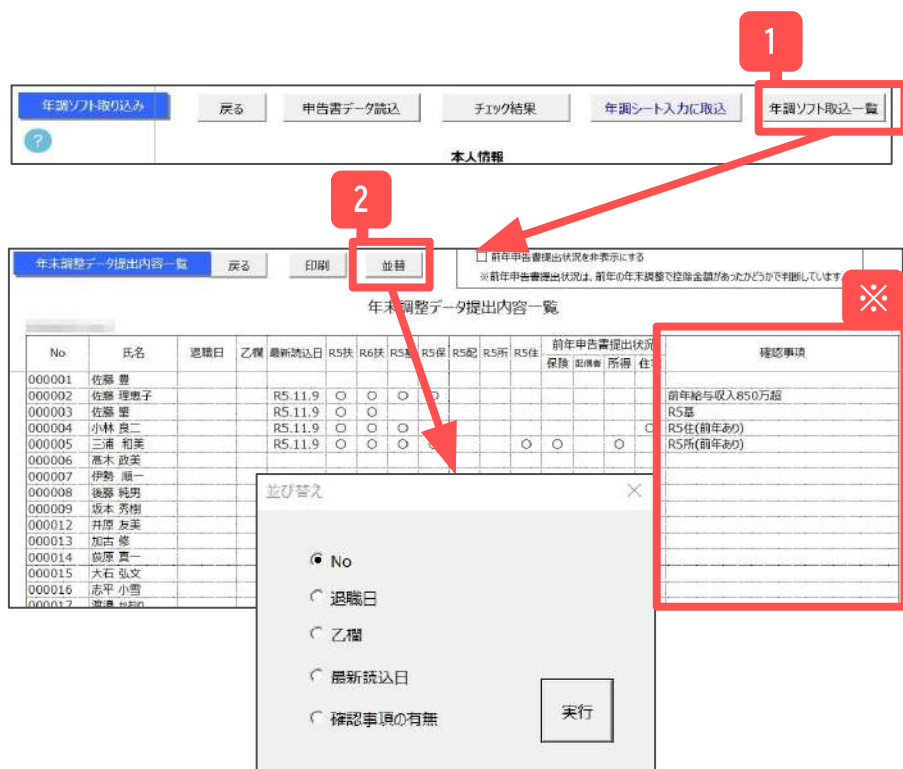 1
年調ソフト取り込み 戻る 申告書データ読込 チェック結果 年調シート入力に取込 年調ソフト取込一覧
?
本人情報
2
年末調整データ提出内容一覧 戻る 印刷 並替 □ 前年申告書提出状況を非表示にする
※前年申告書提出状況は、前年の年末調整で控除金額があったかどうかで判断しています。
※
年末調整データ提出内容一覧
No 氏名 退職日 乙欄 最新読込日 R5扶 R6扶 R5基 R5保 R5配 R5所 R5住 前年申告書提出状況 確認事項
保険 配偶者 所得 住宅
000001 佐藤 豊
000002 佐藤 理恵子 R5.11.9 ○ ○ ○ ○ 前年給与収入850万超
000003 佐藤 聖 R5.11.9 ○ ○ R5基
000004 小林 良二 R5.11.9 ○ ○ ○ ○ R5住(前年あり)
000005 三浦 和美 R5.11.9 ○ ○ ○ ○ ○ ○ ○ R5所(前年あり)
000006 高木 政美
000007 伊勢 順一
000008 後藤 純男
000009 坂本 秀樹
000012 井原 友美
000013 加古 修
000014 荻原 真一
000015 大石 弘文
000016 志平 小雪
000017
並び替え ×
No
退職日
乙欄
最新読込日
確認事項の有無
実行